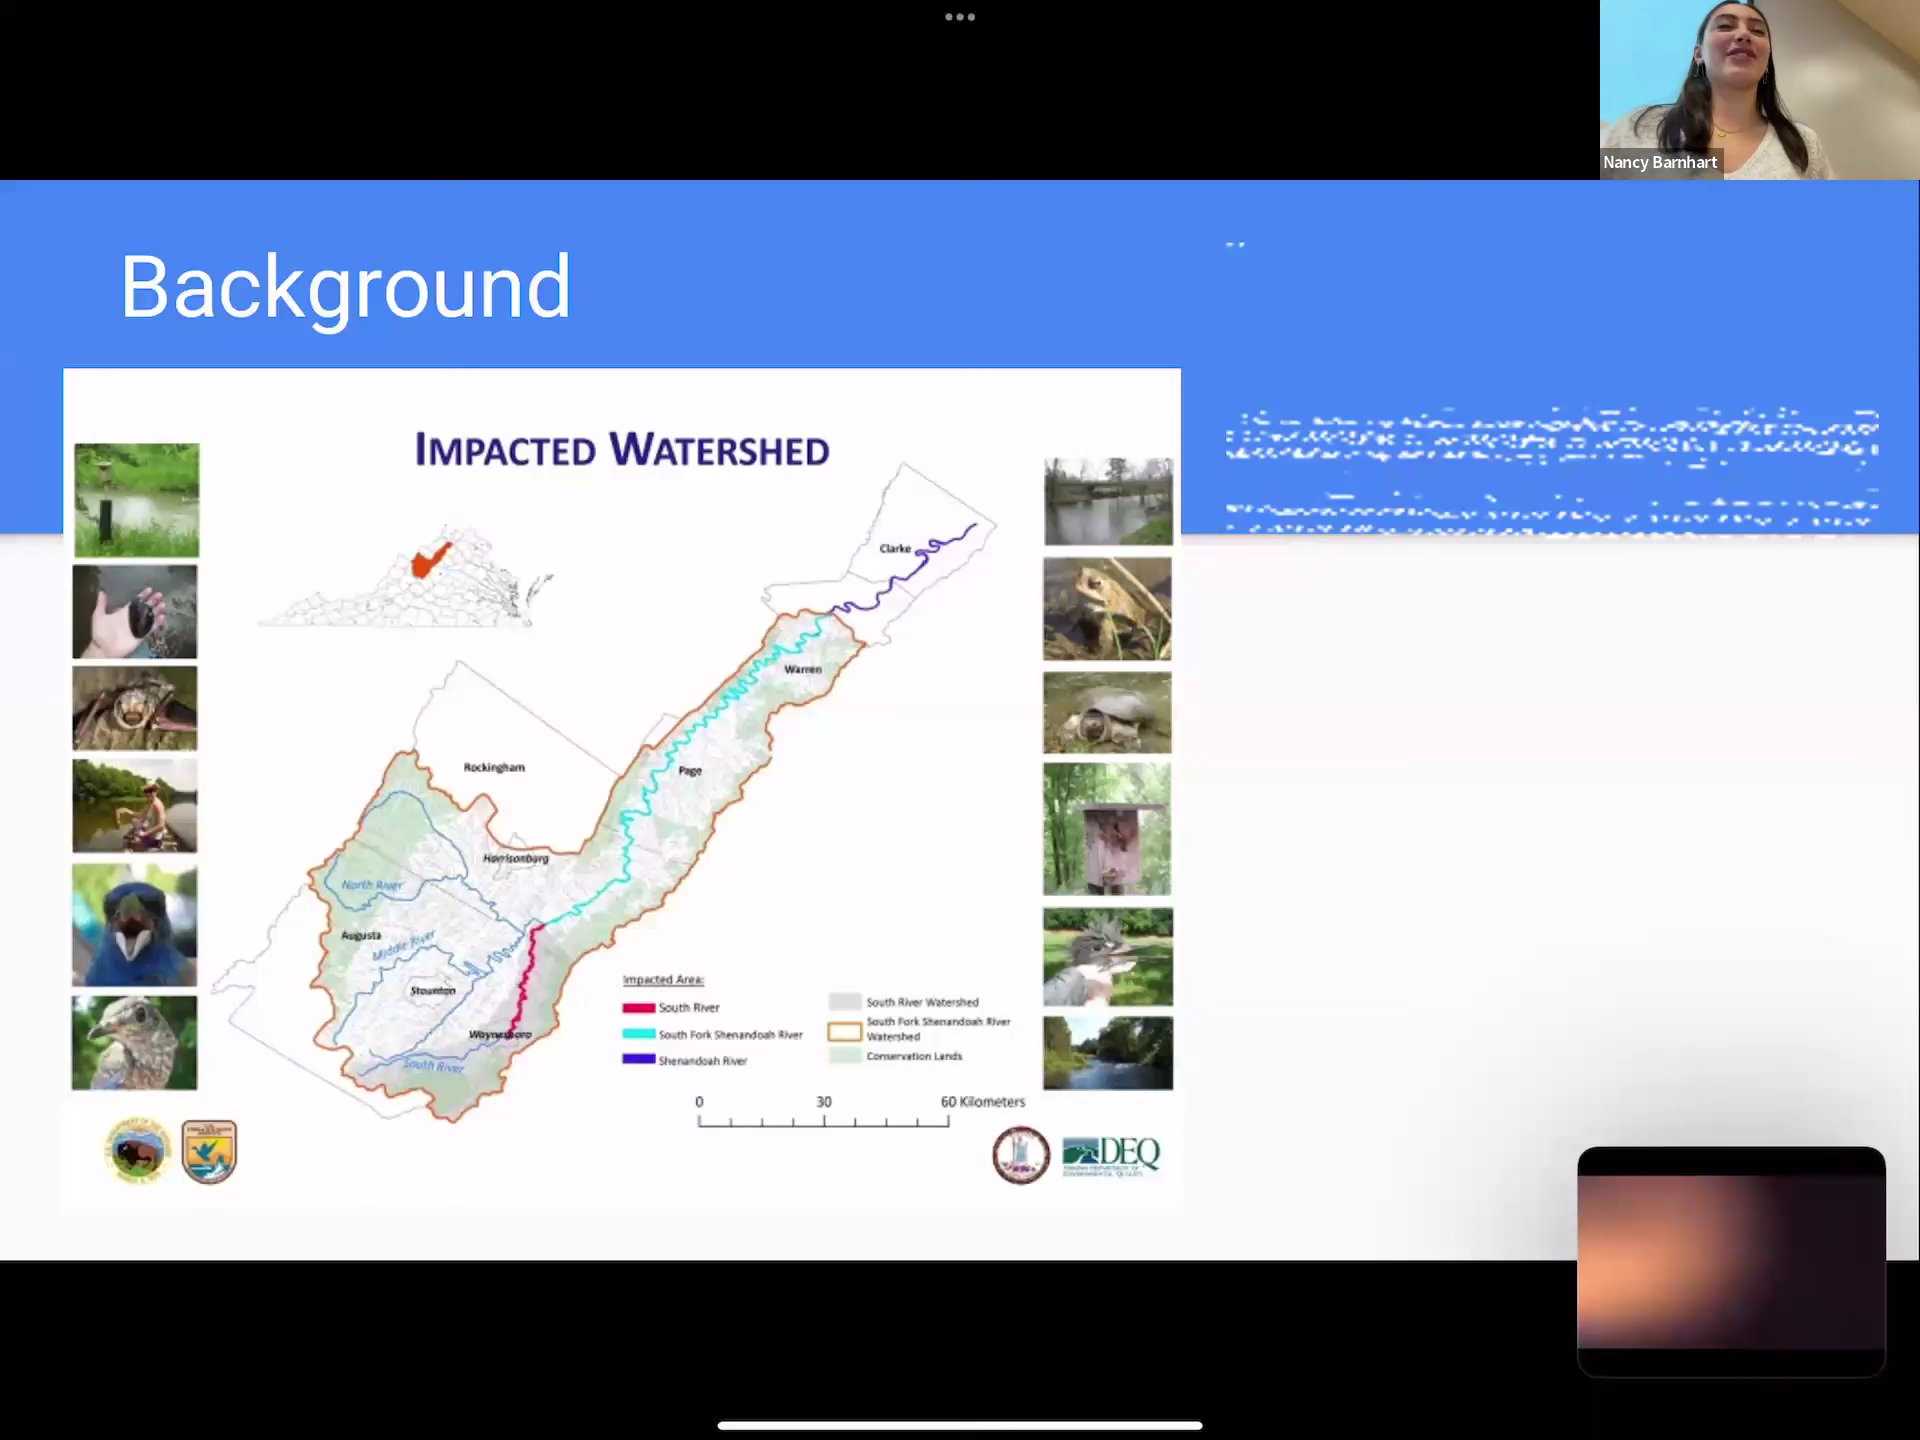 Nancy Barnhart
Background
IMPACTED WATERSHED
Clarke
Warren
Rockingham
Page
Harrisonburg
North River
Augusta
Middle River
Staunton
Waynesboro
South River
Impacted Area:
South River
South Fork Shenandoah River
Shenandoah River
South River Watershed
South Fork Shenandoah River
Watershed
Conservation Lands
0 30 60 Kilometers
DEQ